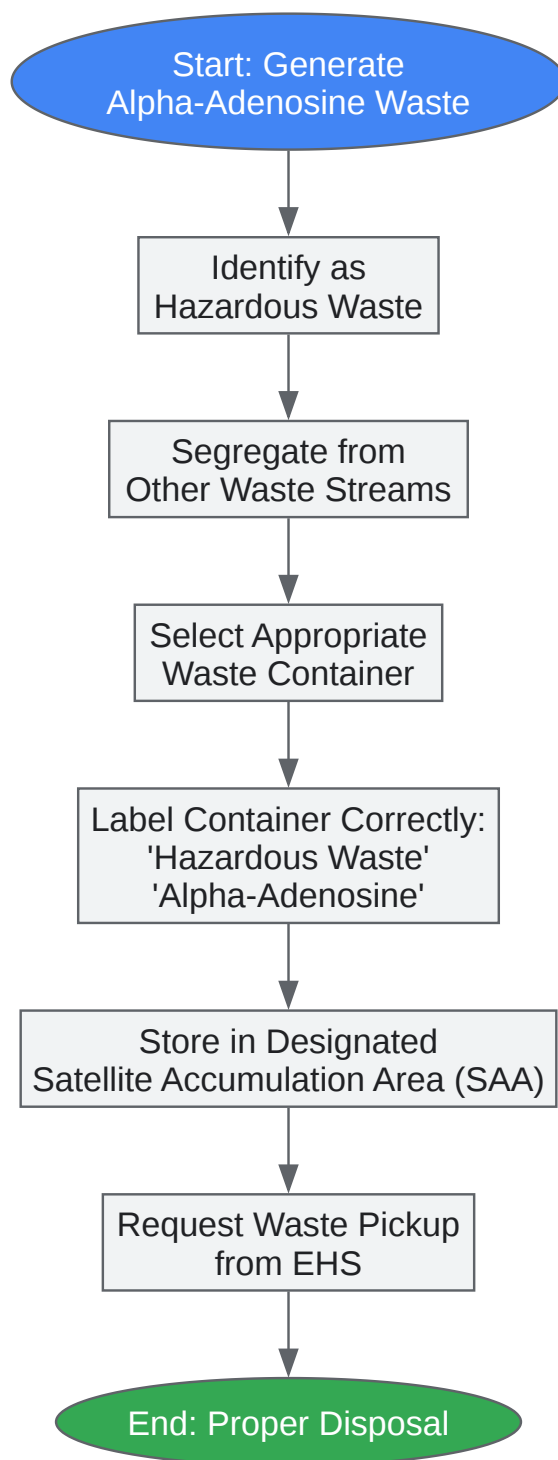 Start: Generate
Alpha-Adenosine Waste
Identify as
Hazardous Waste
Segregate from
Other Waste Streams
Select Appropriate
Waste Container
Label Container Correctly:
'Hazardous Waste'
'Alpha-Adenosine'
Store in Designated
Satellite Accumulation Area (SAA)
Request Waste Pickup
from EHS
End: Proper Disposal